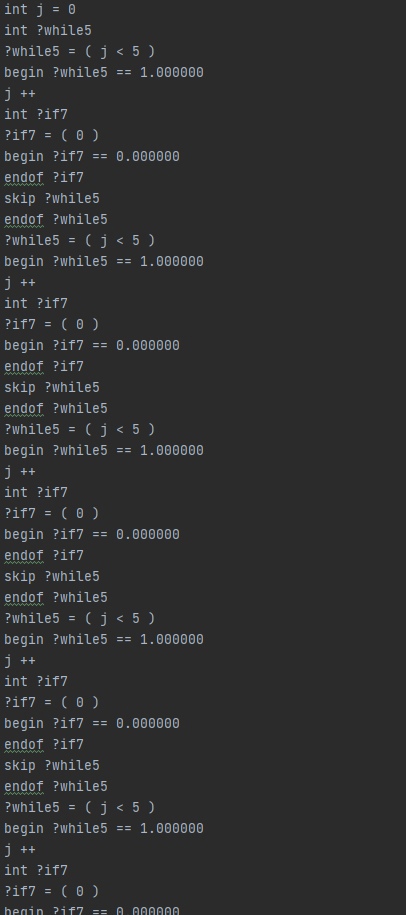 int j = 0
int ?while5
?while5 = ( j < 5 )
begin ?while5 == 1.000000
j ++
int ?if7
?if7 = ( 0 )
begin ?if7 == 0.000000
endof ?if7
skip ?while5
endof ?while5
?while5 = ( j < 5 )
begin ?while5 == 1.000000
j ++
int ?if7
?if7 = ( 0 )
begin ?if7 == 0.000000
endof ?if7
skip ?while5
endof ?while5
?while5 = ( j < 5 )
begin ?while5 == 1.000000
j ++
int ?if7
?if7 = ( 0 )
begin ?if7 == 0.000000
endof ?if7
skip ?while5
endof ?while5
?while5 = ( j < 5 )
begin ?while5 == 1.000000
j ++
int ?if7
?if7 = ( 0 )
begin ?if7 == 0.000000
endof ?if7
skip ?while5
endof ?while5
?while5 = ( j < 5 )
begin ?while5 == 1.000000
j ++
int ?if7
?if7 = ( 0 )
begin ?if7 == 0.000000